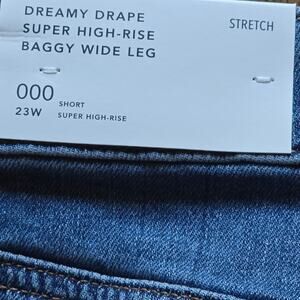 DREAMY DRAPE
SUPER HIGH-RISE
BAGGY WIDE LEG
STRETCH
000 SHORT
23W SUPER HIGH-RISE